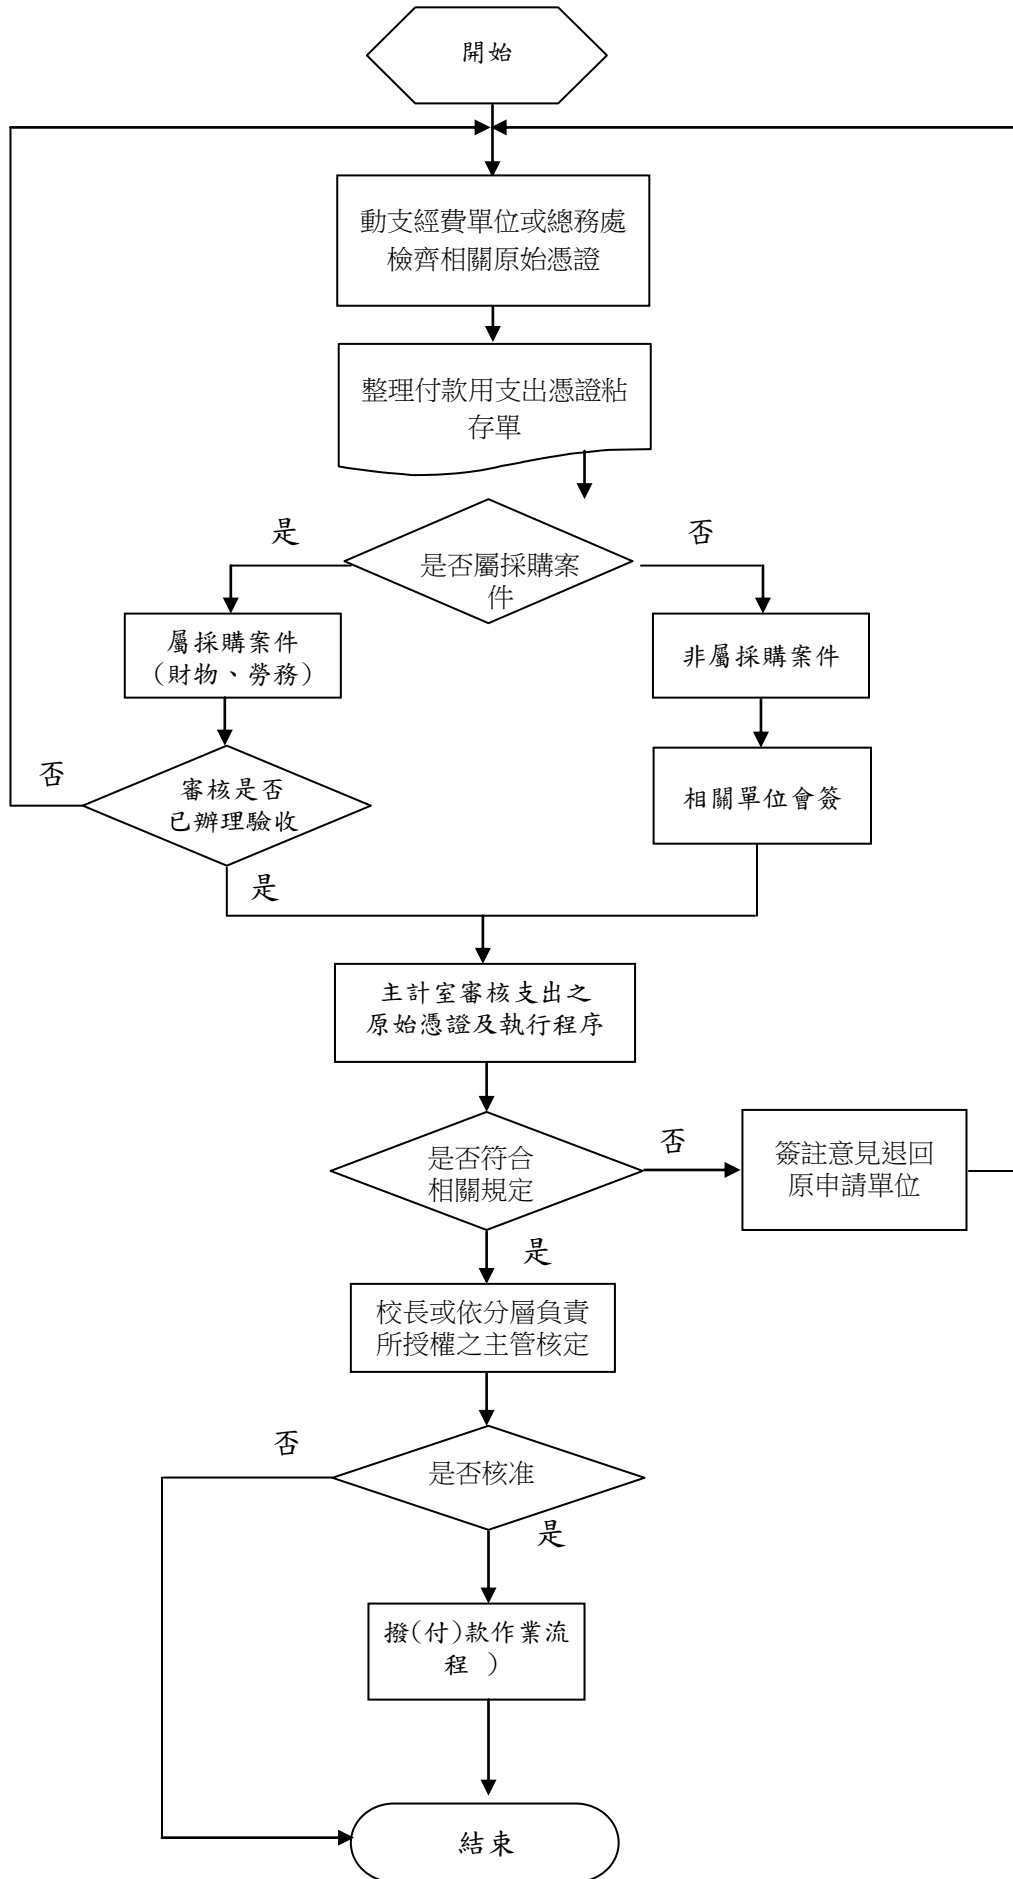 開始
動支經費單位或總務處
檢齊相關原始憑證
整理付款用支出憑證粘
存單
是
否
是否屬採購案
件
屬採購案件
(財物、勞務)
非屬採購案件
否
審核是否
已辦理驗收
相關單位會簽
是
主計室審核支出之
原始憑證及執行程序
是否符合
相關規定
否
簽註意見退回
原申請單位
是
校長或依分層負責
所授權之主管核定
否
是否核准
是
撥(付)款作業流
程 )
結束